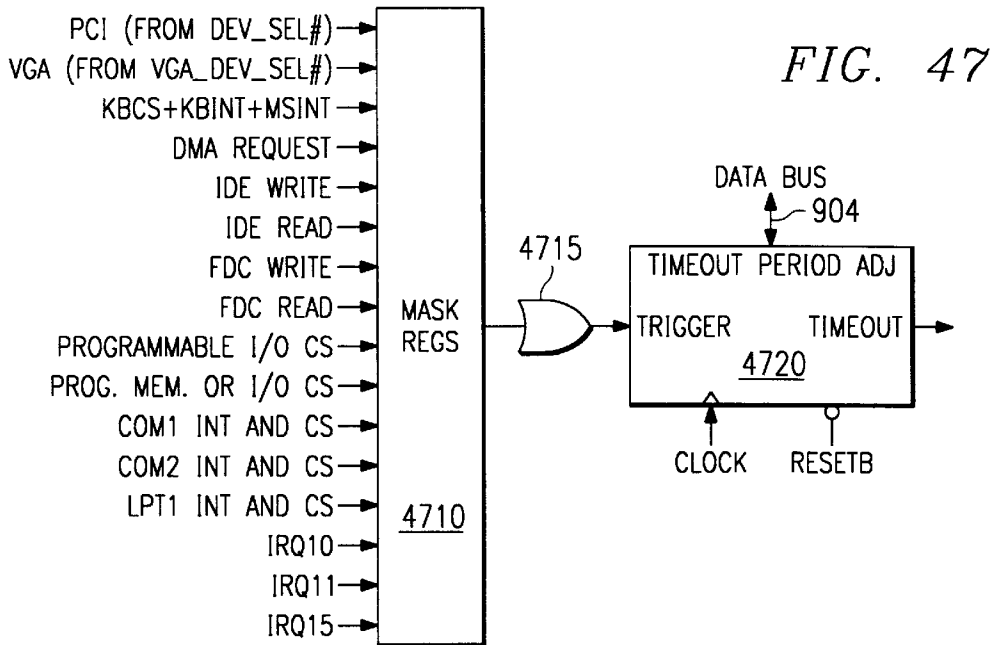 PCI (FROM DEV_SEL#)
VGA (FROM VGA_DEV_SEL#)
KBCS+KBINT+MSINT
DMA REQUEST
IDE WRITE
IDE READ
FDC WRITE
FDC READ
PROGRAMMABLE I/O CS
PROG. MEM. OR I/O CS
COM1 INT AND CS
COM2 INT AND CS
LPT1 INT AND CS
IRQ10
IRQ11
IRQ15
MASK
REGS
4710
4715
FIG. 47
DATA BUS
904
TIMEOUT PERIOD ADJ
TRIGGER
TIMEOUT
4720
CLOCK
RESETB